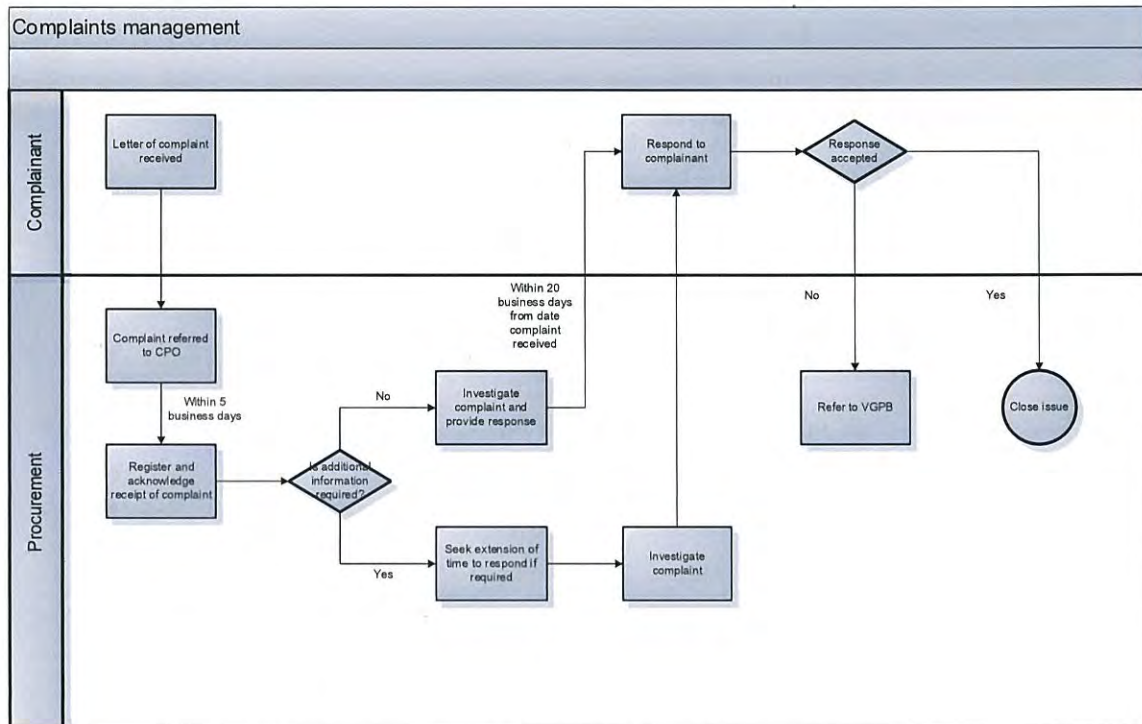 Complaints management
Complainant
Letter of complaint
received
Respond to
complainant
Response
accepted
Procurement
Complaint referred
to CPO
Within 5
business days
Register and
acknowledge
receipt of complaint
Is additional
information
required?
No
Investigate
complaint and
provide response
Within 20
business days
from date
complaint
received
Yes
Seek extension of
time to respond if
required
Investigate
complaint
No
Refer to VGPB
Yes
Close issue